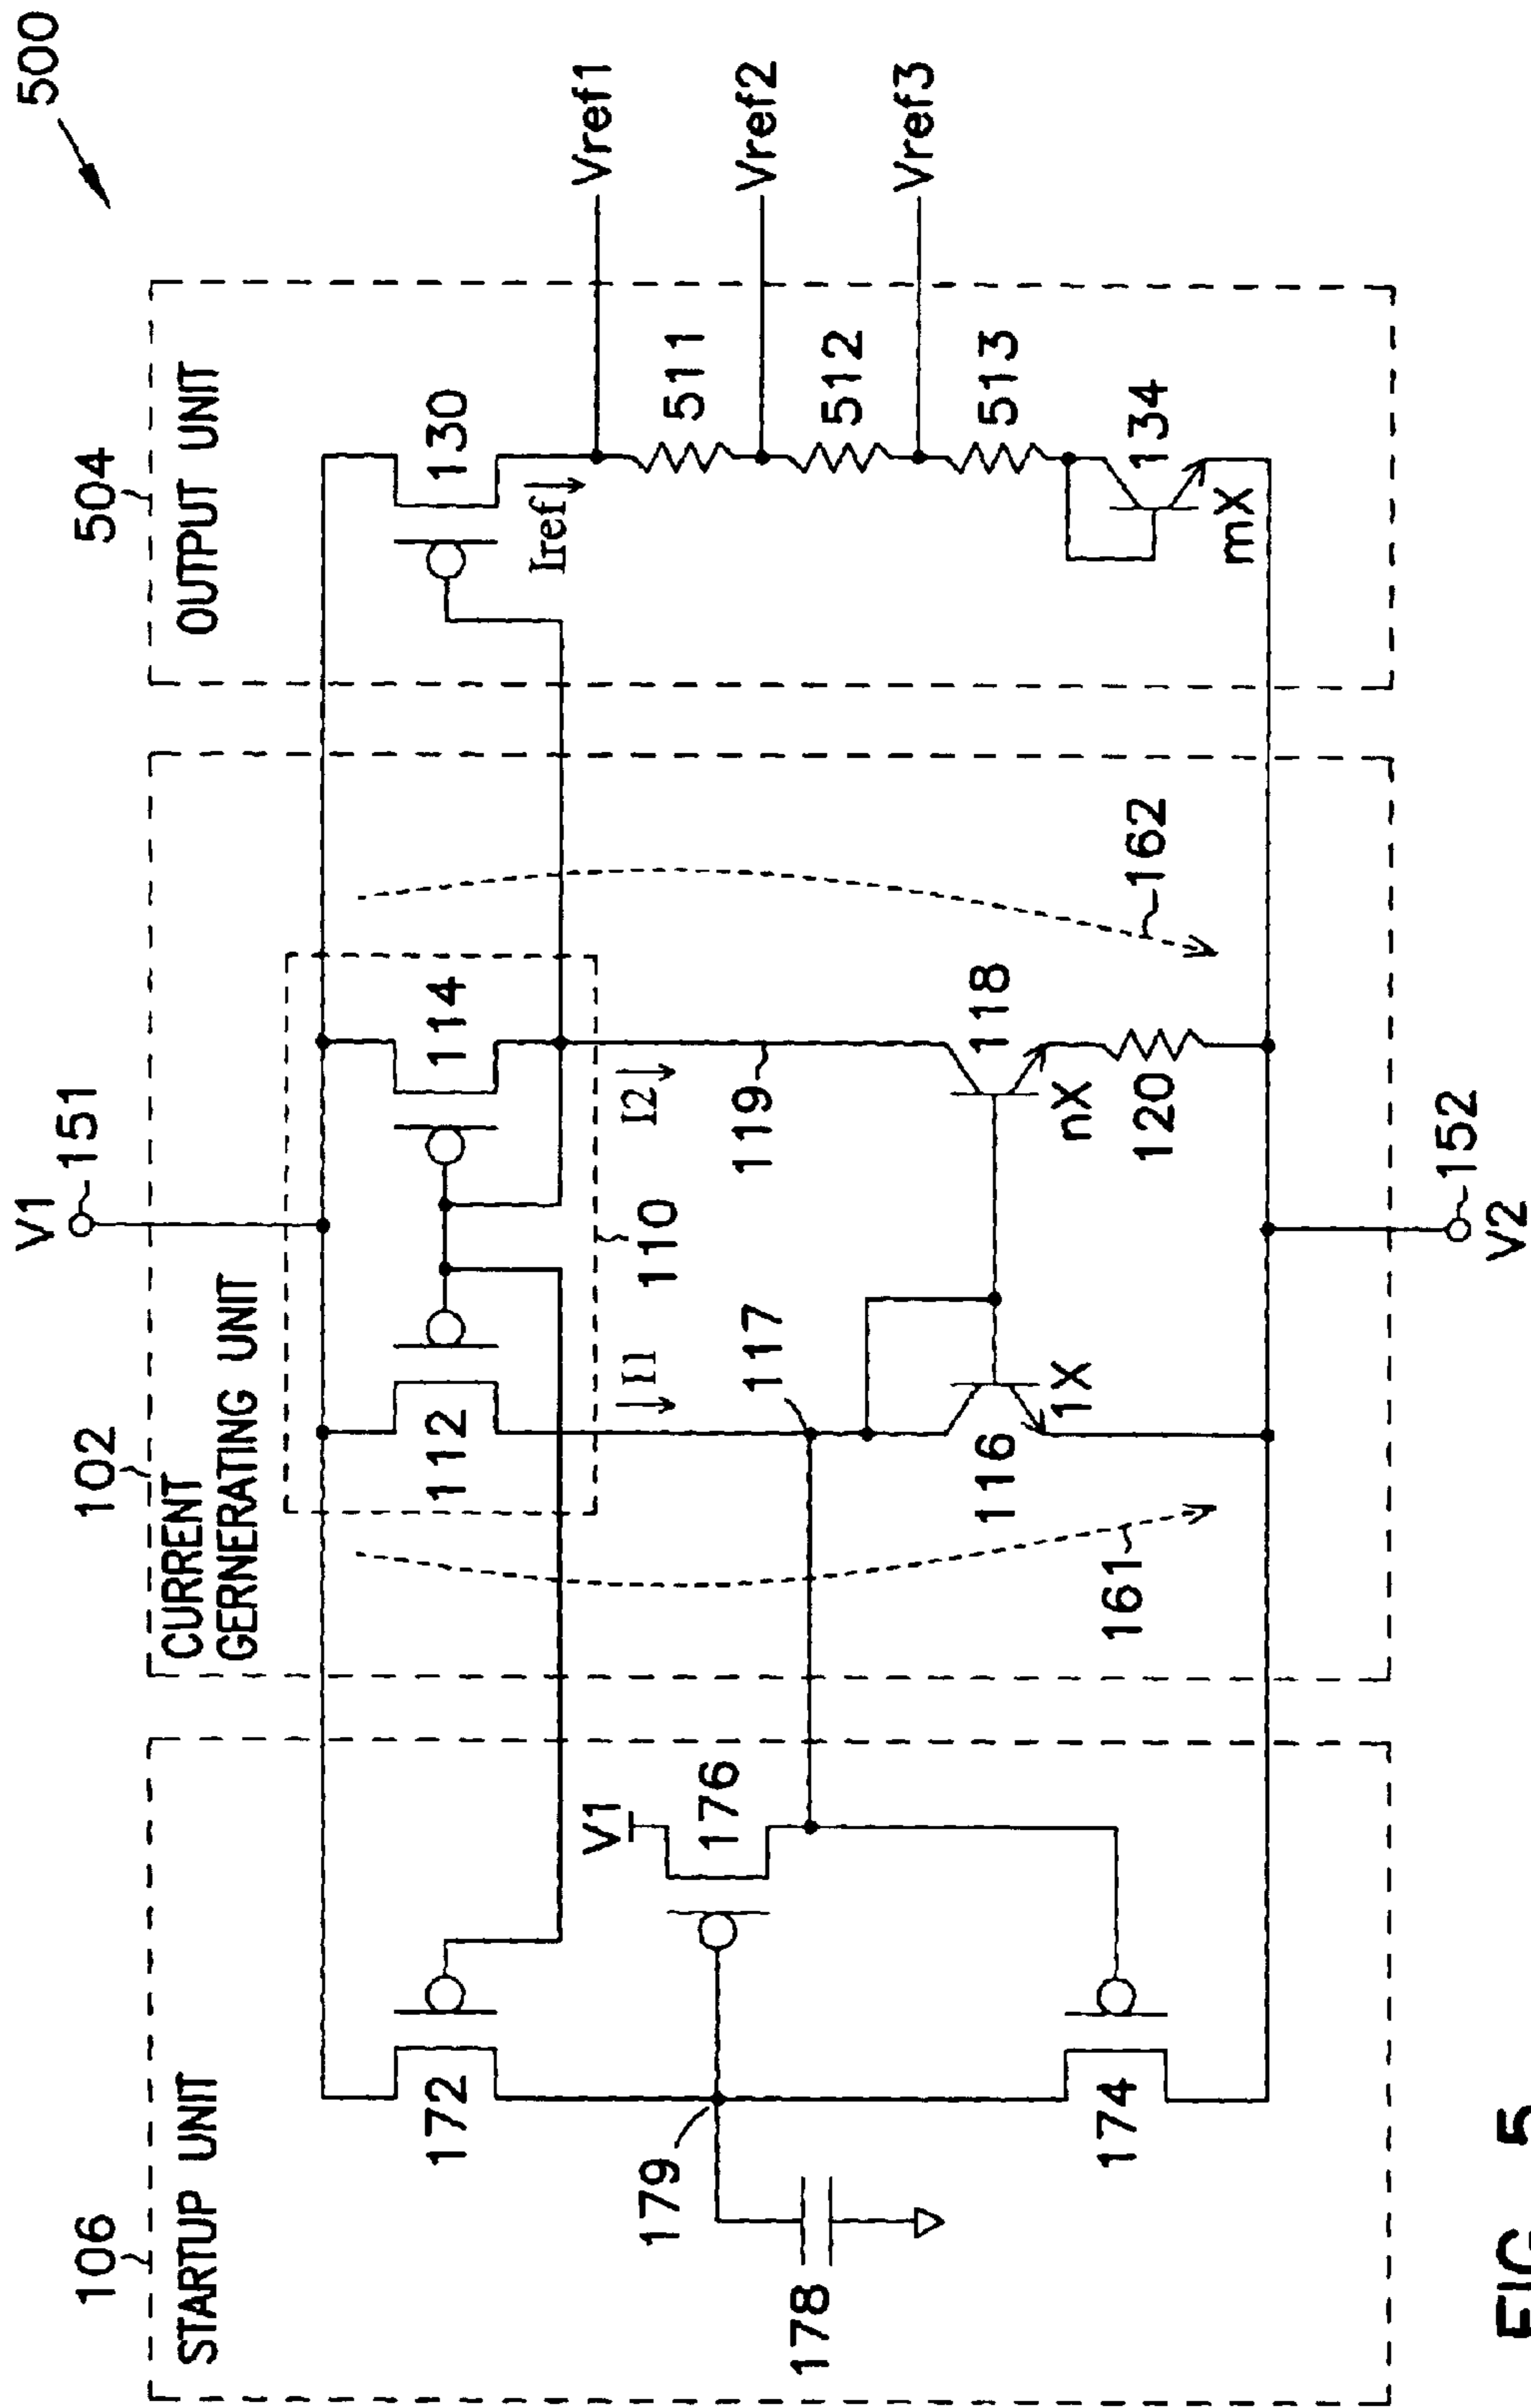 500
106
102
V1
151
504
STARTUP UNIT
CURRENT
GERNERATING UNIT
OUTPUT UNIT
172
112
114
130
110
Iref
Vref1
V1
176
I1
I2
511
179
117
119
Vref2
178
512
Vref3
116
1X
118
nX
513
174
161
120
162
134
mX
152
V2
FIG. 5